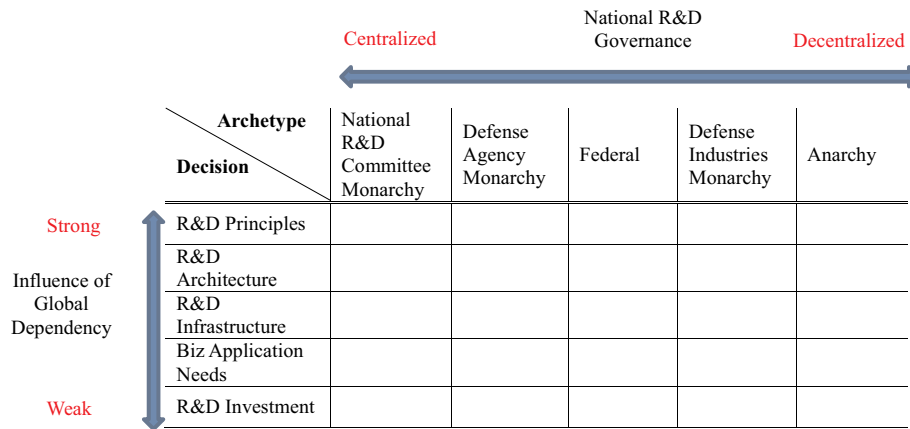 National R&D
Governance
Centralized
Decentralized
Archetype
Decision
National
R&D
Committee
Monarchy
Defense
Agency
Monarchy
Federal
Defense
Industries
Monarchy
Anarchy
Strong
Influence of
Global
Dependency
Weak
R&D Principles
R&D
Architecture
R&D
Infrastructure
Biz Application
Needs
R&D Investment